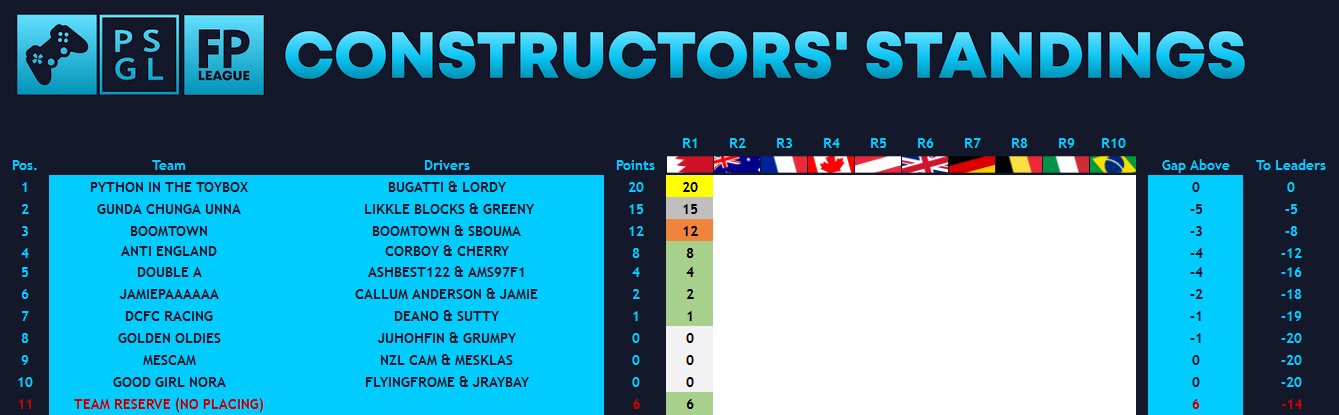 PS GL FP LEAGUE CONSTRUCTORS' STANDINGS
R1 R2 R3 R4 R5 R6 R7 R8 R9 R10
Pos. Team Drivers Points Gap Above To Leaders
1 PYTHON IN THE TOYBOX BUGATTI & LORDY 20 20 0 0
2 GUNDA CHUNGA UNNA LIKKLE BLOCKS & GREENY 15 15 -5 -5
3 BOOMTOWN BOOMTOWN & SBOUMA 12 12 -3 -8
4 ANTI ENGLAND CORBOY & CHERRY 8 8 -4 -12
5 DOUBLE A ASHBEST122 & AMS97F1 4 4 -4 -16
6 JAMIEPAAAAAA CALLUM ANDERSON & JAMIE 2 2 -2 -18
7 DCFC RACING DEANO & SUTTY 1 1 -1 -19
8 GOLDEN OLDIES JUHOHFIN & GRUMPY 0 0 -1 -20
9 MESCAM NZL CAM & MESKLAS 0 0 0 -20
10 GOOD GIRL NORA FLYINGFROME & JRAYBAY 0 0 0 -20
11 TEAM RESERVE (NO PLACING) 6 6 6 -14